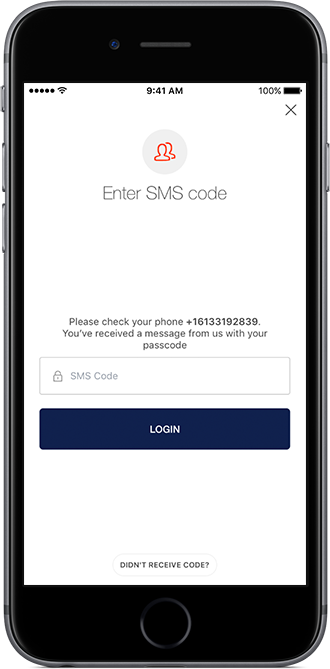 9:41 AM 100%
Enter SMS code
Please check your phone +16133192839.
You've received a message from us with your
passcode
SMS Code
LOGIN
DIDN'T RECEIVE CODE?